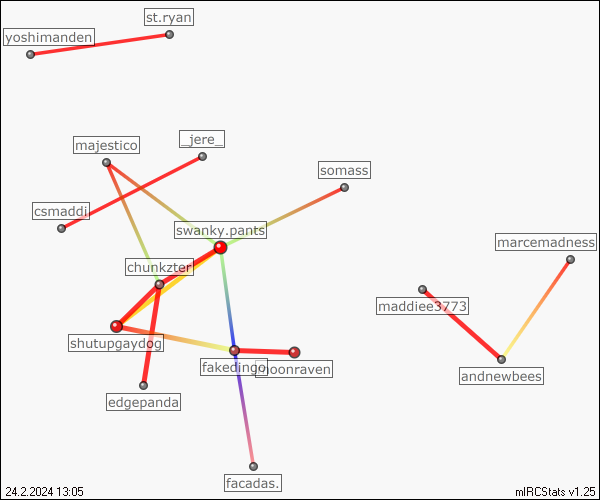 st.ryan
yoshimanden
_jere_
majestico
somass
csmaddi
swanky.pants
marcemadness
chunkzter
maddiee3773
shutupgaydog
fakedingo
moonraven
andnewbees
edgepanda
facadas.
24.2.2024 13:05
mIRCStats v1.25